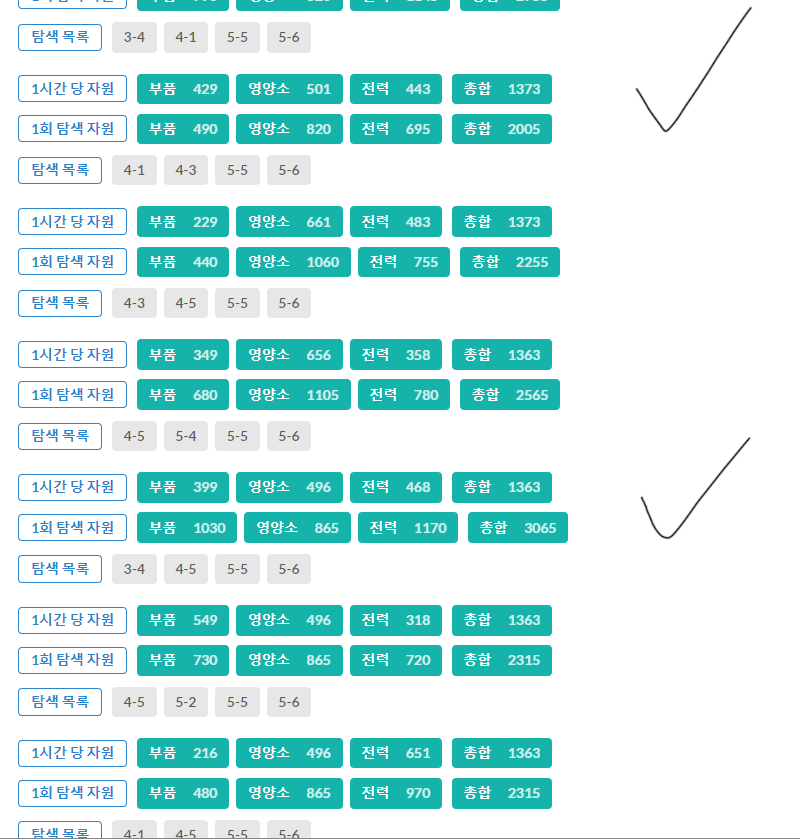 탐색 목록 3-4 4-1 5-5 5-6
1시간 당 자원 부품 429 영양소 501 전력 443 총합 1373
1회 탐색 자원 부품 490 영양소 820 전력 695 총합 2005
탐색 목록 4-1 4-3 5-5 5-6
1시간 당 자원 부품 229 영양소 661 전력 483 총합 1373
1회 탐색 자원 부품 440 영양소 1060 전력 755 총합 2255
탐색 목록 4-3 4-5 5-5 5-6
1시간 당 자원 부품 349 영양소 656 전력 358 총합 1363
1회 탐색 자원 부품 680 영양소 1105 전력 780 총합 2565
탐색 목록 4-5 5-4 5-5 5-6
1시간 당 자원 부품 399 영양소 496 전력 468 총합 1363
1회 탐색 자원 부품 1030 영양소 865 전력 1170 총합 3065
탐색 목록 3-4 4-5 5-5 5-6
1시간 당 자원 부품 549 영양소 496 전력 318 총합 1363
1회 탐색 자원 부품 730 영양소 865 전력 720 총합 2315
탐색 목록 4-5 5-2 5-5 5-6
1시간 당 자원 부품 216 영양소 496 전력 651 총합 1363
1회 탐색 자원 부품 480 영양소 865 전력 970 총합 2315
탐색 목록 4-1 4-5 5-5 5-6